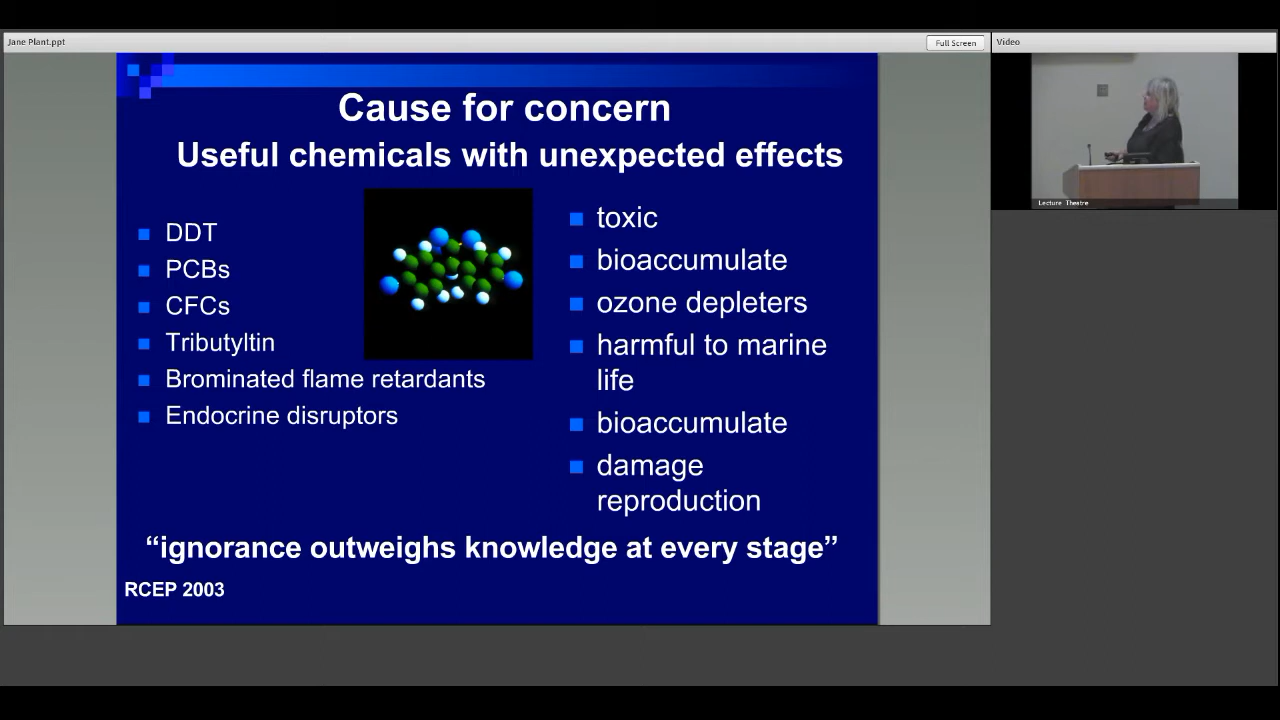 Jane Plant.ppt
Full Screen
Video
Cause for concern
Useful chemicals with unexpected effects
DDT
PCBs
CFCs
Tributyltin
Brominated flame retardants
Endocrine disruptors
toxic
bioaccumulate
ozone depleters
harmful to marine
life
bioaccumulate
damage
reproduction
“ignorance outweighs knowledge at every stage”
RCEP 2003
Lecture Theatre